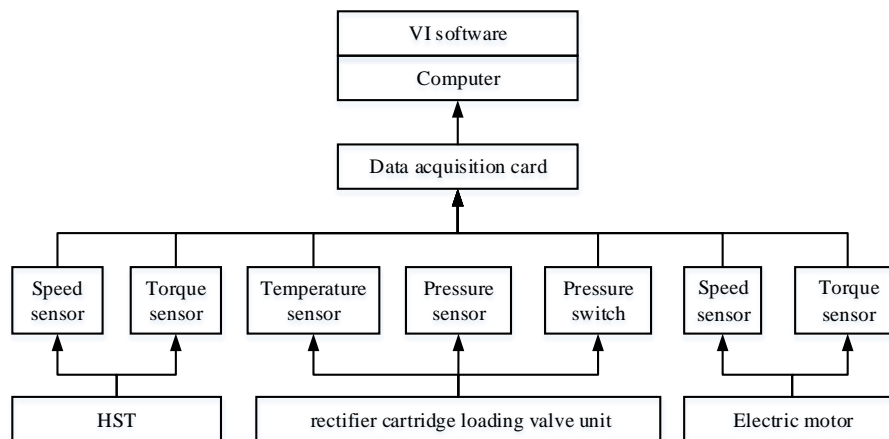 VI software
Computer
Data acquisition card
Speed
sensor
Torque
sensor
Temperature
sensor
Pressure
sensor
Pressure
switch
Speed
sensor
Torque
sensor
HST
rectifier cartridge loading valve unit
Electric motor